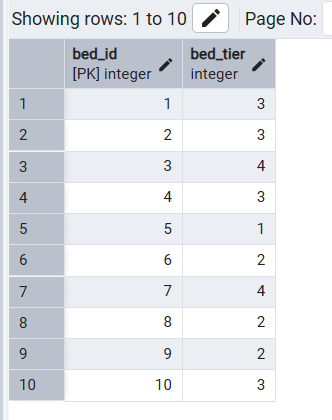 Showing rows: 1 to 10 Page No:
bed_id bed_tier
[PK] integer integer
1 1 3
2 2 3
3 3 4
4 4 3
5 5 1
6 6 2
7 7 4
8 8 2
9 9 2
10 10 3